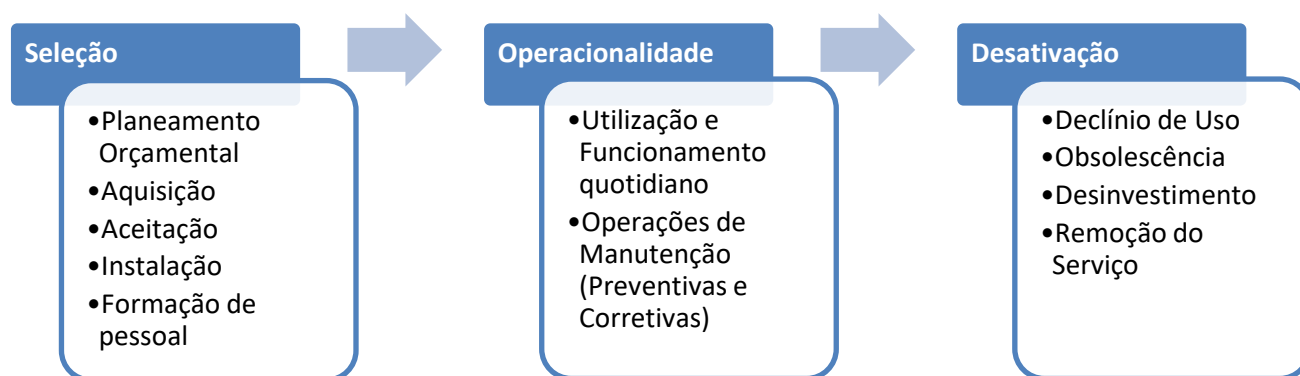 Seleção
•Planeamento
Orçamental
•Aquisição
•Aceitação
•Instalação
•Formação de
pessoal
Operacionalidade
•Utilização e
Funcionamento
quotidiano
•Operações de
Manutenção
(Preventivas e
Corretivas)
Desativação
•Declínio de Uso
•Obsolescência
•Desinvestimento
•Remoção do
Serviço